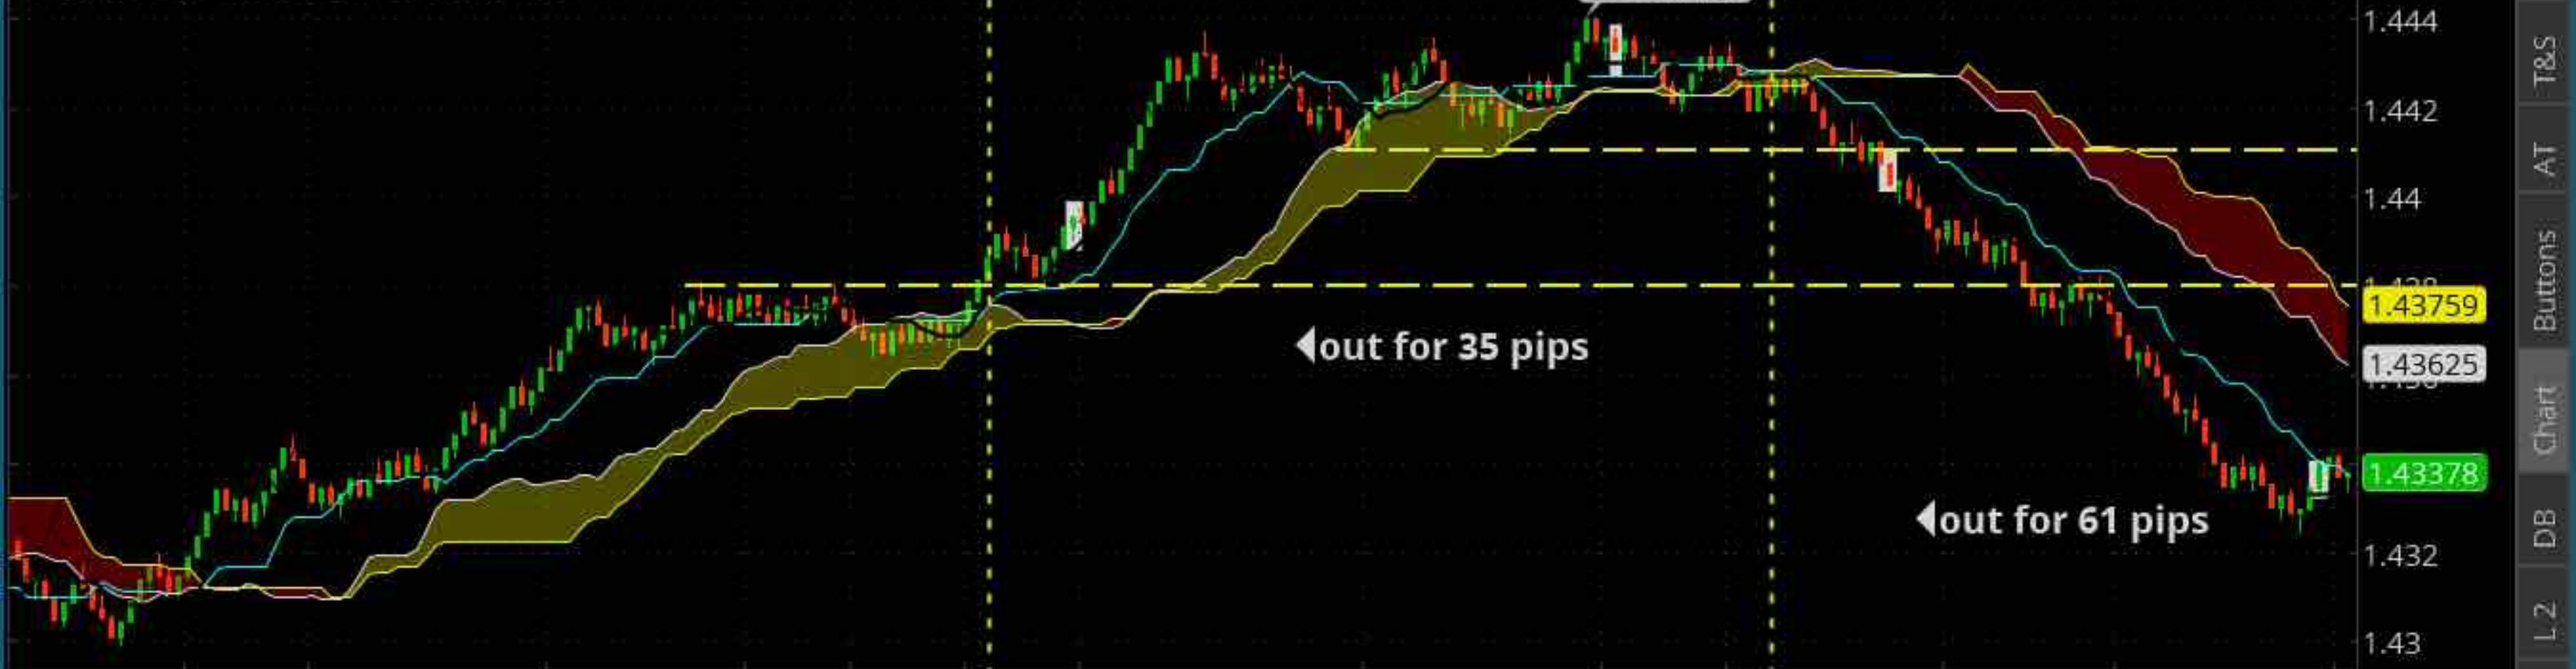 1.444
T&S
1.442
AT
1.44
Buttons
1.43759
out for 35 pips
1.43625
Chart
1.43378
out for 61 pips
DB
1.432
L 2
1.43